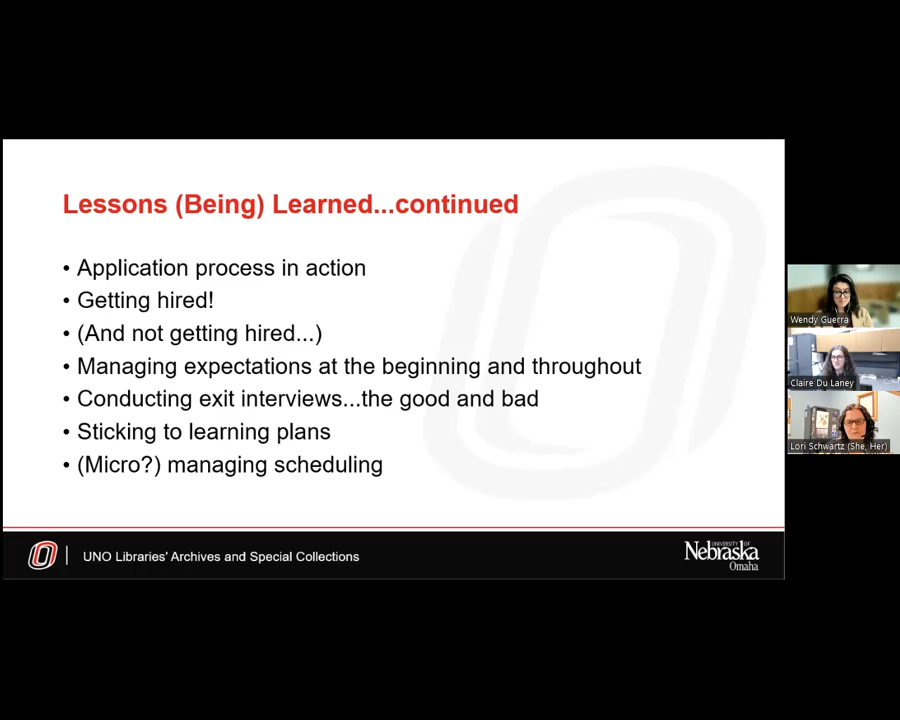 Lessons (Being) Learned...continued
• Application process in action
• Getting hired!
• (And not getting hired...)
• Managing expectations at the beginning and throughout
• Conducting exit interviews...the good and bad
• Sticking to learning plans
• (Micro?) managing scheduling
UNO Libraries' Archives and Special Collections
UNIVERSITY OF
Nebraska
Omaha
Wendy Guerra
Claire Du Laney
Lori Schwartz (She, Her)